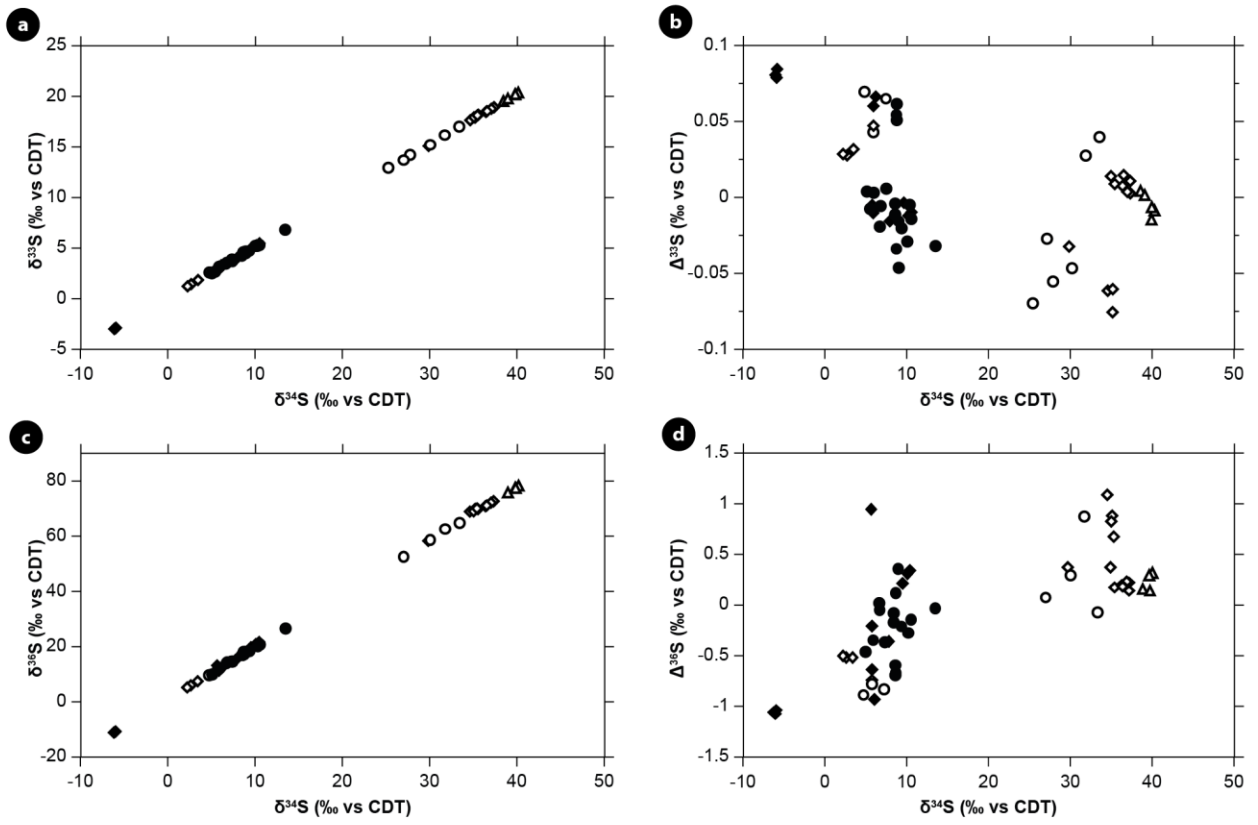 a
25
20
15
10
5
0
-5
δ³³S (‰ vs CDT)
-10 0 10 20 30 40 50
δ³⁴S (‰ vs CDT)
b
0.1
0.05
0
-0.05
-0.1
Δ³³S (‰ vs CDT)
-10 0 10 20 30 40 50
δ³⁴S (‰ vs CDT)
c
80
60
40
20
0
-20
δ³⁶S (‰ vs CDT)
-10 0 10 20 30 40 50
δ³⁴S (‰ vs CDT)
d
1.5
1
0.5
0
-0.5
-1
-1.5
Δ³⁶S (‰ vs CDT)
-10 0 10 20 30 40 50
δ³⁴S (‰ vs CDT)